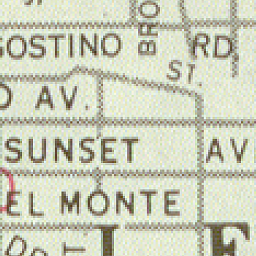 GOSTINO RD
BRO
ST.
O AV.
SUNSET AV
EL MONTE